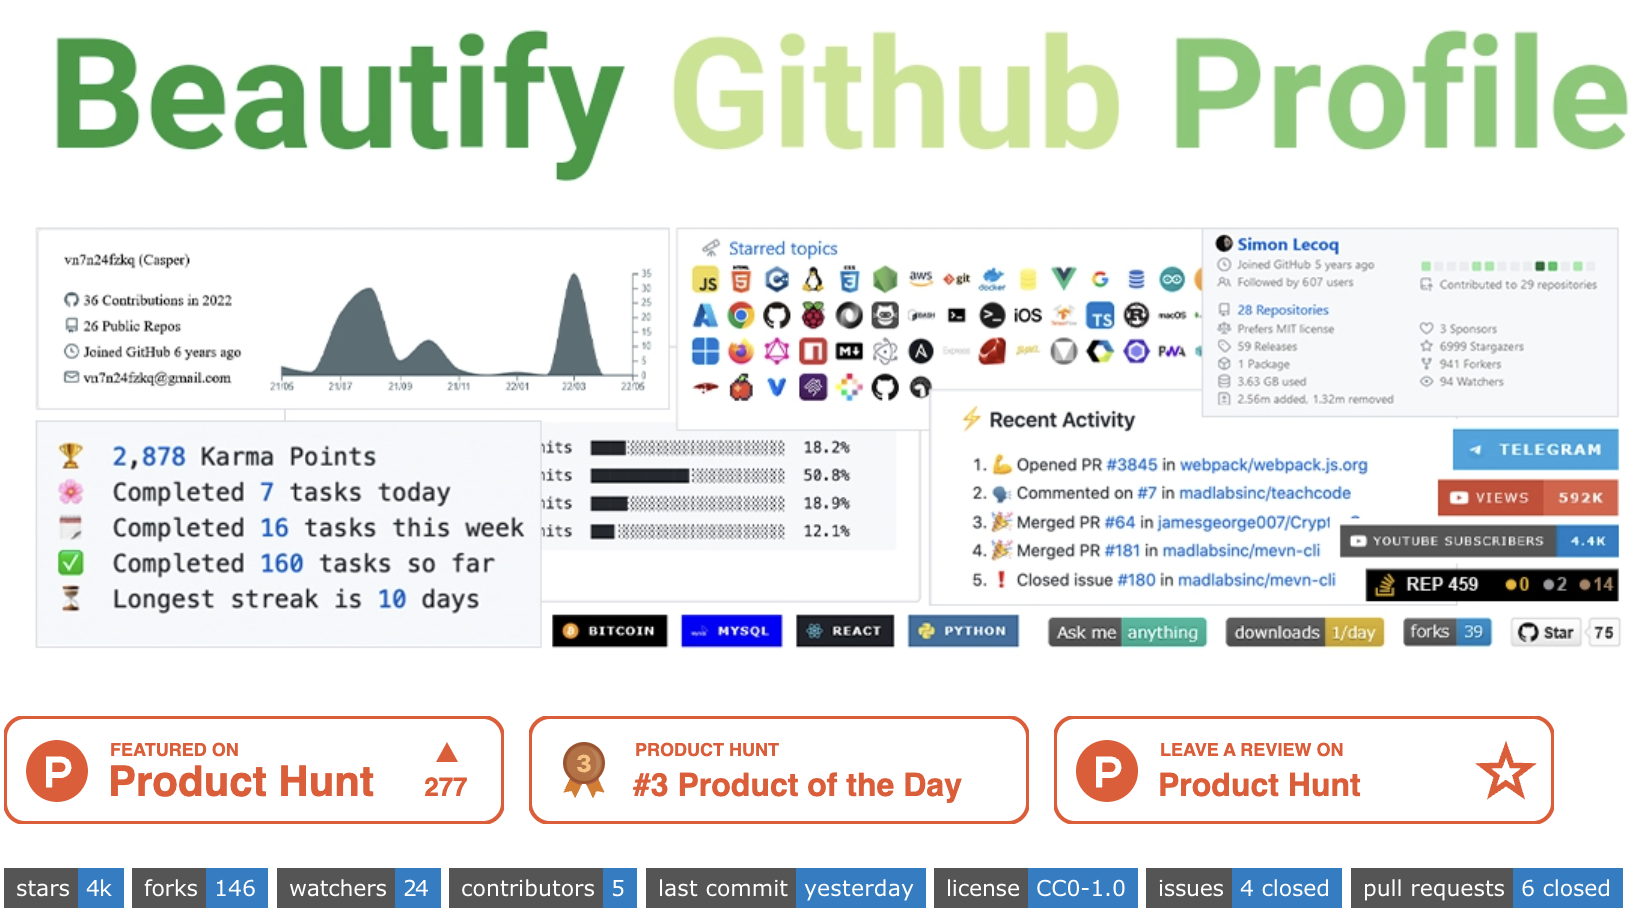 Beautify Github Profile
vn7n24fzkq (Casper)
36 Contributions in 2022
26 Public Repos
Joined GitHub 6 years ago
vn7n24fzkq@gmail.com
35
30
25
20
15
10
5
0
21/06 21/07 21/09 21/11 22/01 22/03 22/05
Starred topics
JS aws git docker G
iOS TS macOS
Express PWA
Simon Lecoq
Joined GitHub 5 years ago
Followed by 607 users
Contributed to 29 repositories
28 Repositories
Prefers MIT license
59 Releases
1 Package
3.63 GB used
2.56m added, 1.32m removed
3 Sponsors
6999 Stargazers
941 Forkers
94 Watchers
2,878 Karma Points
Completed 7 tasks today
Completed 16 tasks this week
Completed 160 tasks so far
Longest streak is 10 days
18.2%
50.8%
18.9%
12.1%
Recent Activity
1. Opened PR #3845 in webpack/webpack.js.org
2. Commented on #7 in madlabsinc/teachcode
3. Merged PR #64 in jamesgeorge007/Crypt
4. Merged PR #181 in madlabsinc/mevn-cli
5. Closed issue #180 in madlabsinc/mevn-cli
TELEGRAM
VIEWS 592K
YOUTUBE SUBSCRIBERS 4.4K
REP 459 0 2 14
BITCOIN MYSQL REACT PYTHON Ask me anything downloads 1/day forks 39 Star 75
FEATURED ON
Product Hunt
277
3
PRODUCT HUNT
#3 Product of the Day
LEAVE A REVIEW ON
Product Hunt
stars 4k forks 146 watchers 24 contributors 5 last commit yesterday license CC0-1.0 issues 4 closed pull requests 6 closed